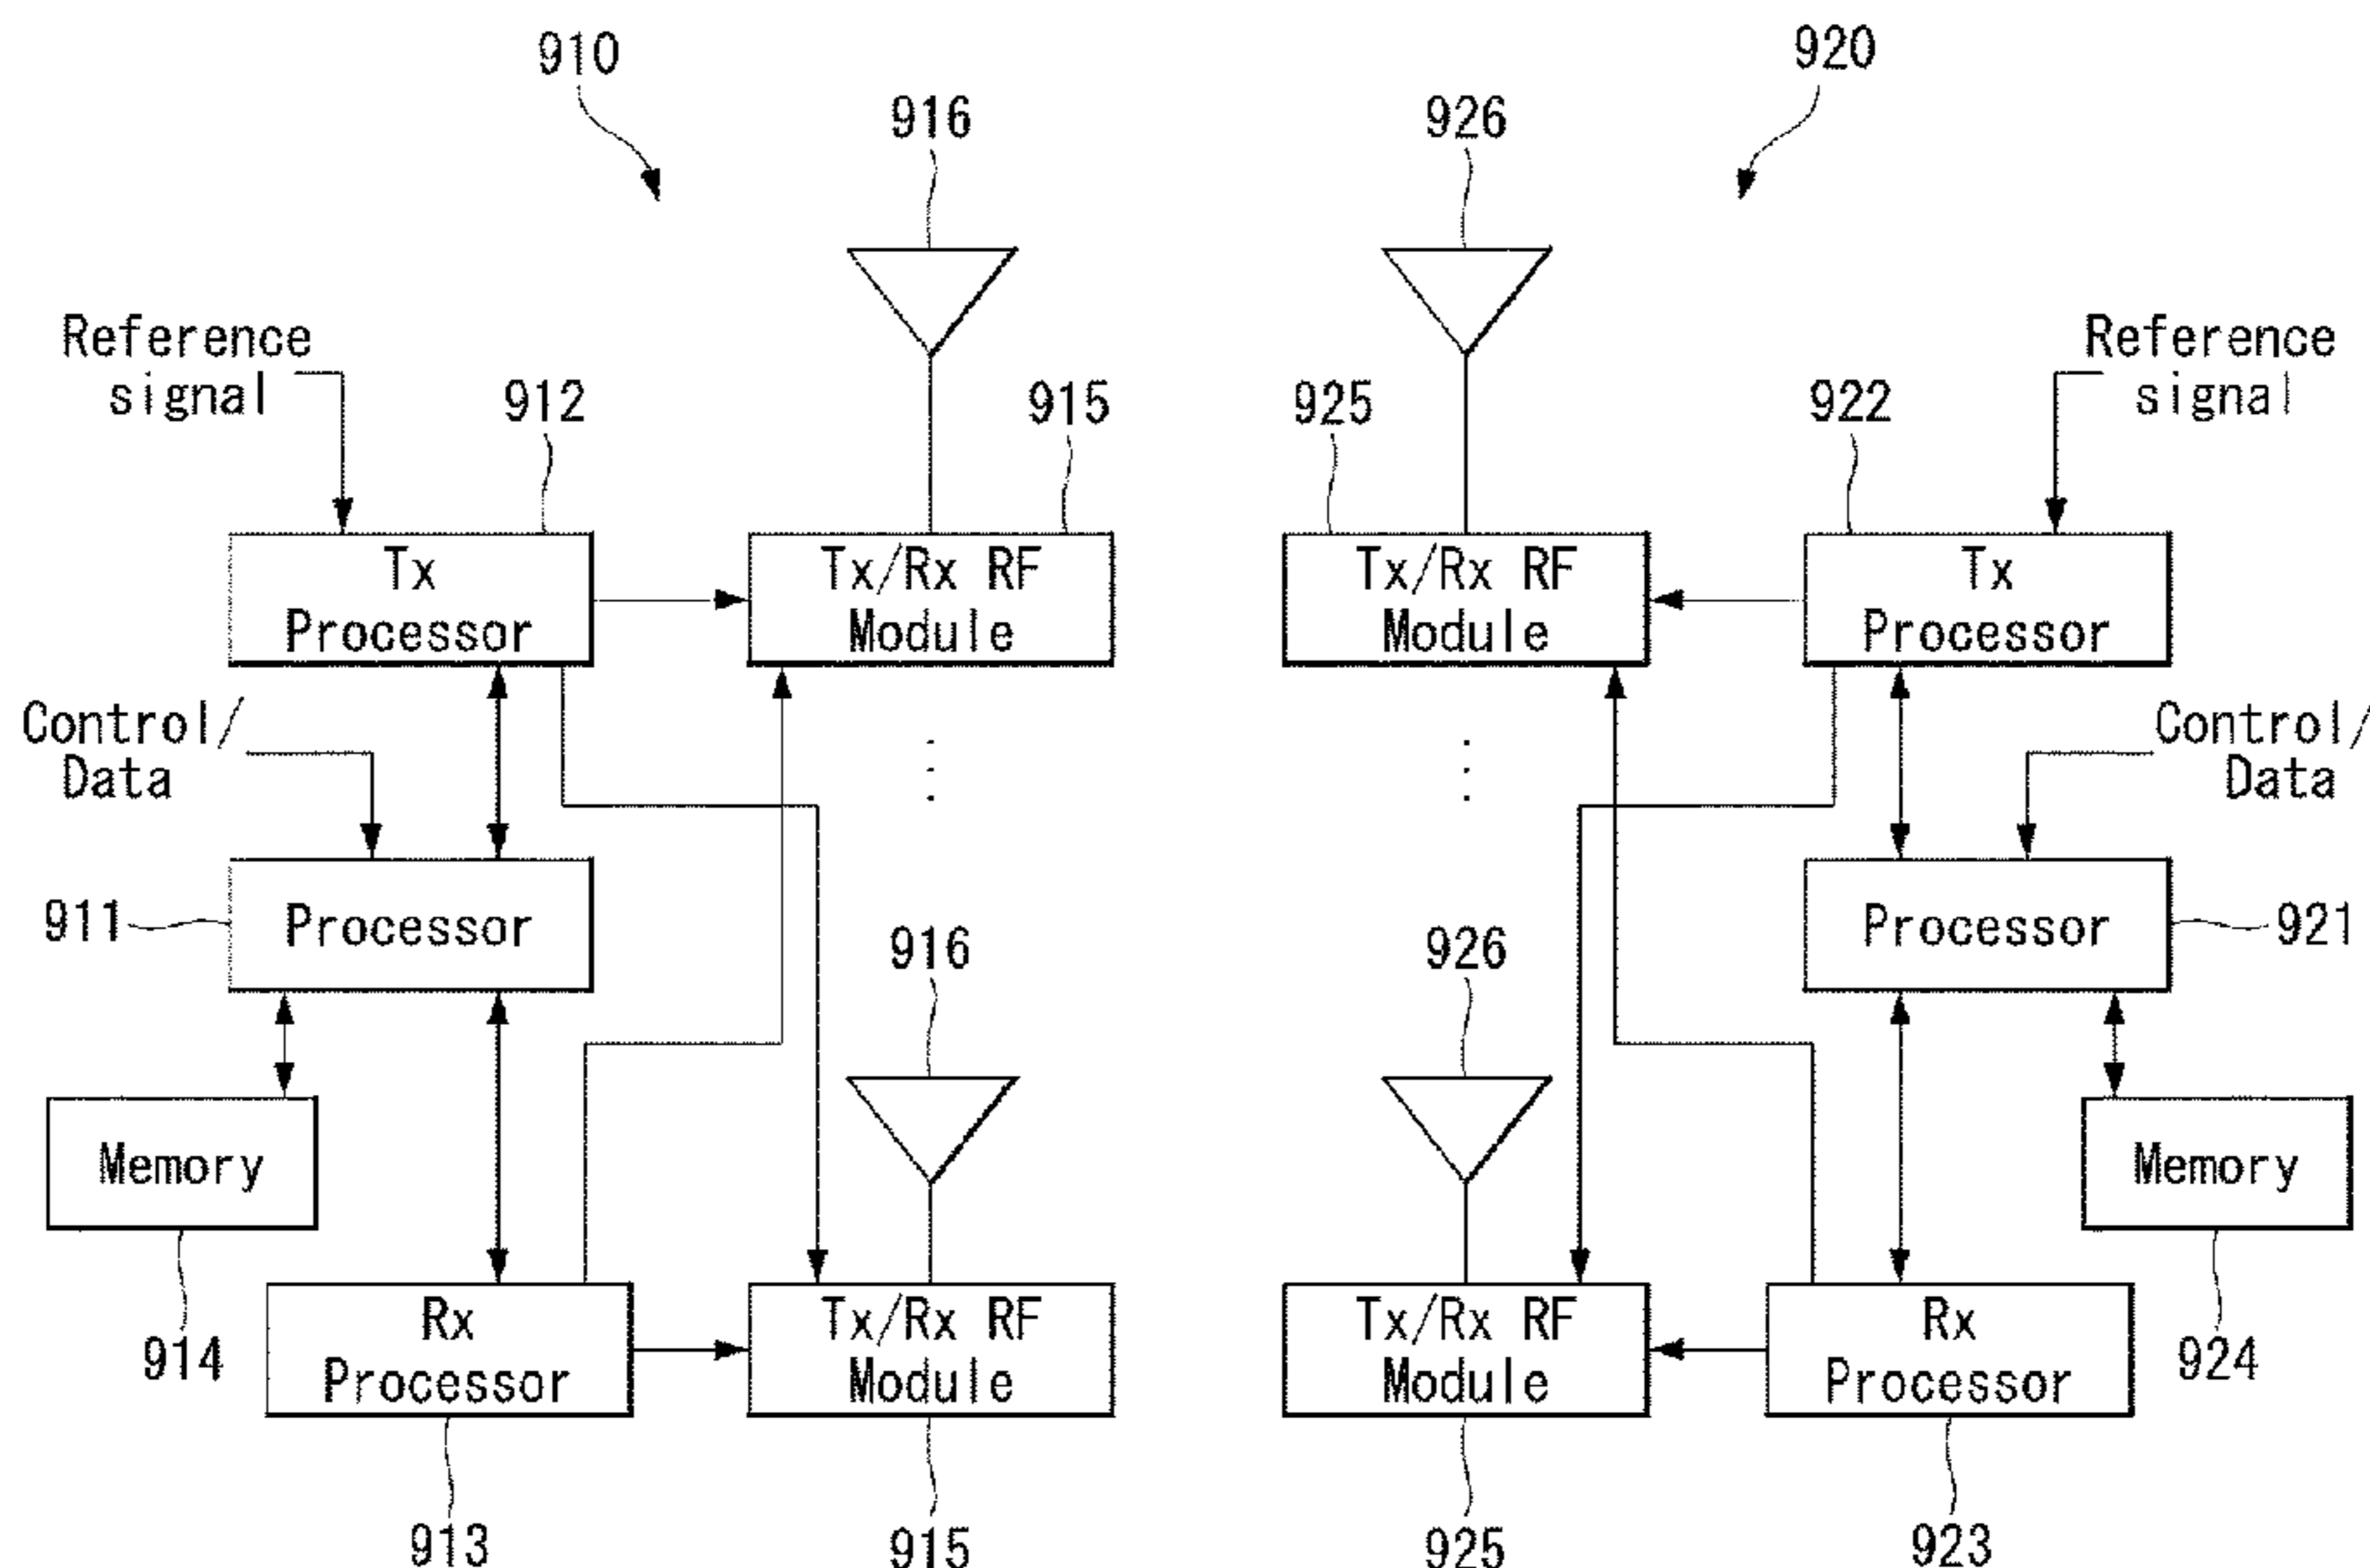 910
920
916
926
Reference
signal
Reference
signal
912
915
925
922
Tx
Processor
Tx/Rx RF
Module
Tx/Rx RF
Module
Tx
Processor
Control/
Data
Control/
Data
911
Processor
916
926
Processor
921
Memory
Memory
914
Rx
Processor
Tx/Rx RF
Module
Tx/Rx RF
Module
Rx
Processor
924
913
915
925
923